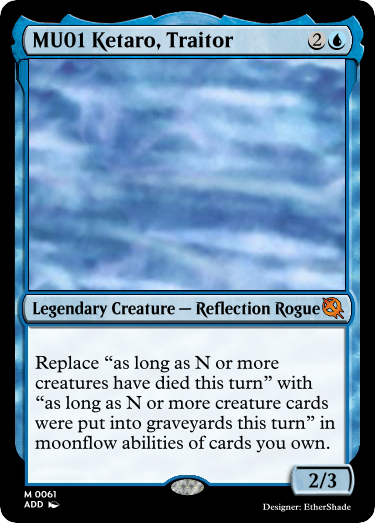 MU01 Ketaro, Traitor 2
Legendary Creature — Reflection Rogue
Replace “as long as N or more
creatures have died this turn” with
“as long as N or more creature cards
were put into graveyards this turn” in
moonflow abilities of cards you own.
2/3
M 0061
ADD
Designer: EtherShade